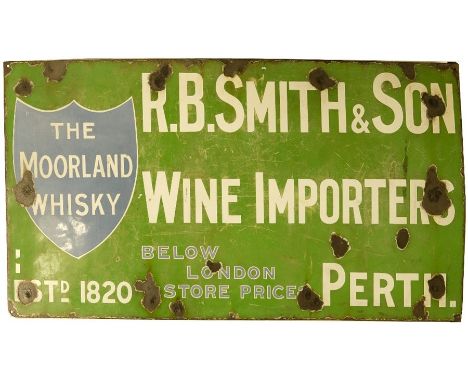 R.B. SMITH & SON
THE
MOORLAND
WHISKY
WINE IMPORTERS
BELOW
LONDON
STORE PRICES
ESTD 1820
PERTH.